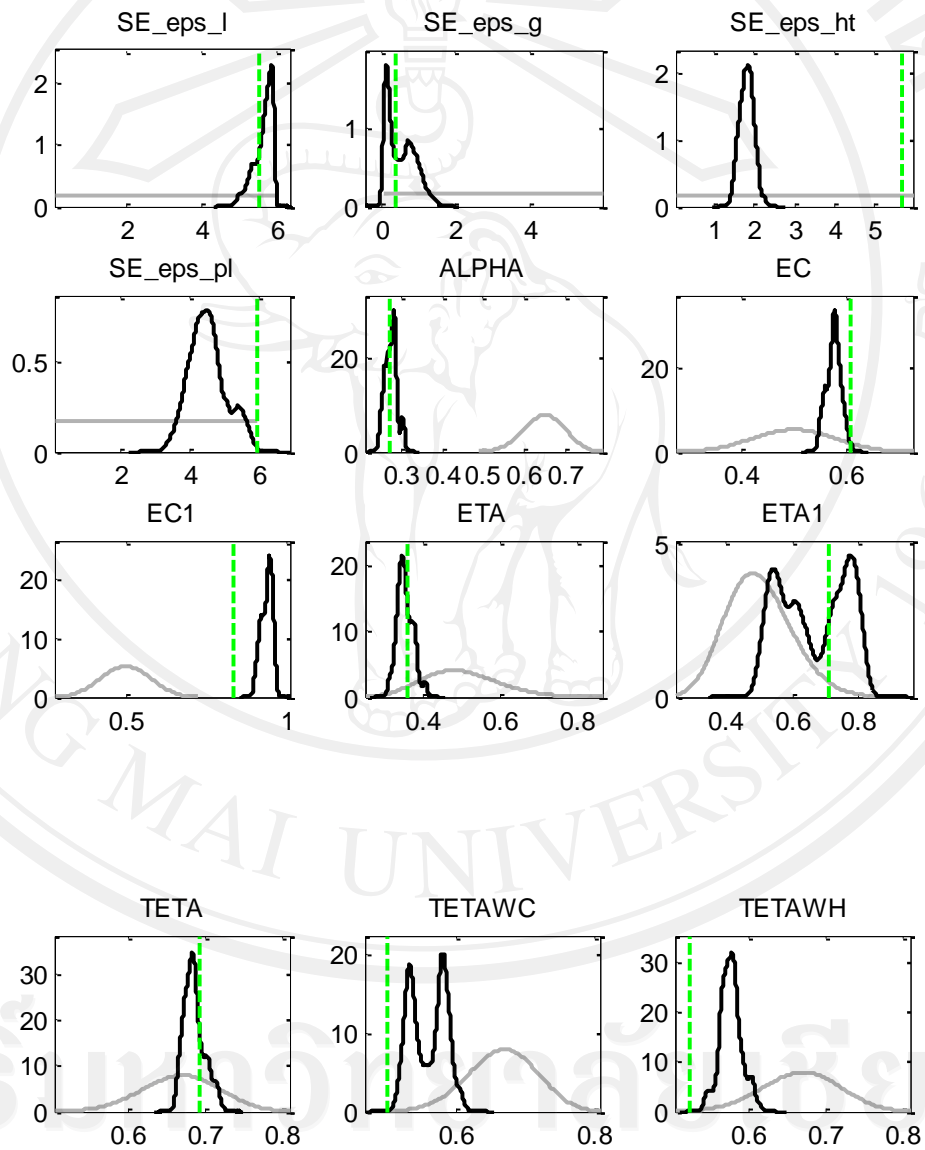 SE_eps_l SE_eps_g SE_eps_ht
2 1 0 2 4 6
1 0 0 2 4
2 1 0 1 2 3 4 5
SE_eps_pl ALPHA EC
0.5 0 2 4 6
20 0 0.3 0.4 0.5 0.6 0.7
20 0 0.4 0.6
EC1 ETA ETA1
20 10 0 0.5 1
20 10 0 0.4 0.6 0.8
5 0 0.4 0.6 0.8
MAI UNIVERSITY
TETA TETAWC TETAWH
30 20 10 0 0.6 0.7 0.8
20 10 0 0.6 0.8
30 20 10 0 0.6 0.7 0.8